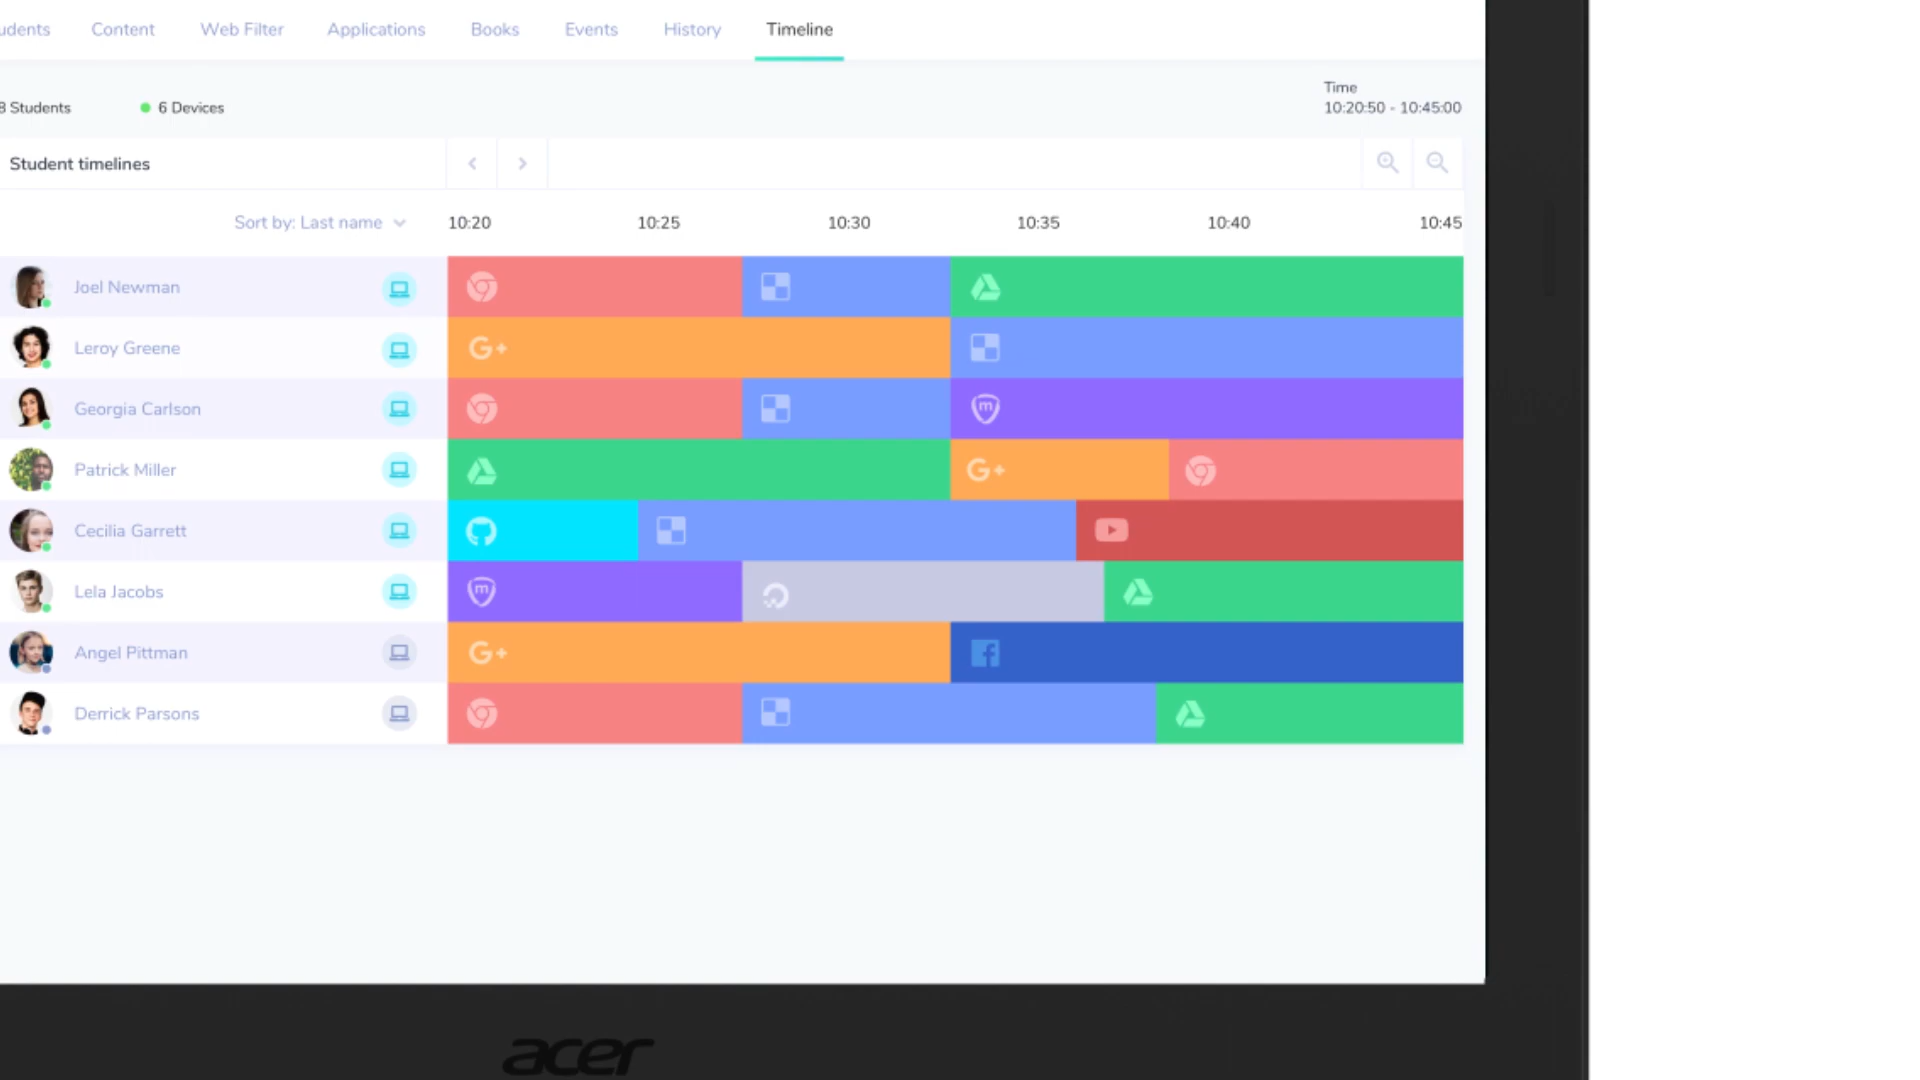 Content Web Filter Applications Books Events History Timeline
8 Students 6 Devices
Time
10:20:50 - 10:45:00
Student timelines
Sort by: Last name 10:20 10:25 10:30 10:35 10:40 10:45
Joel Newman
Leroy Greene
G+
Georgia Carlson
m
Patrick Miller
G+
Cecilia Garrett
Lela Jacobs
m
Angel Pittman
G+ f
Derrick Parsons
acer